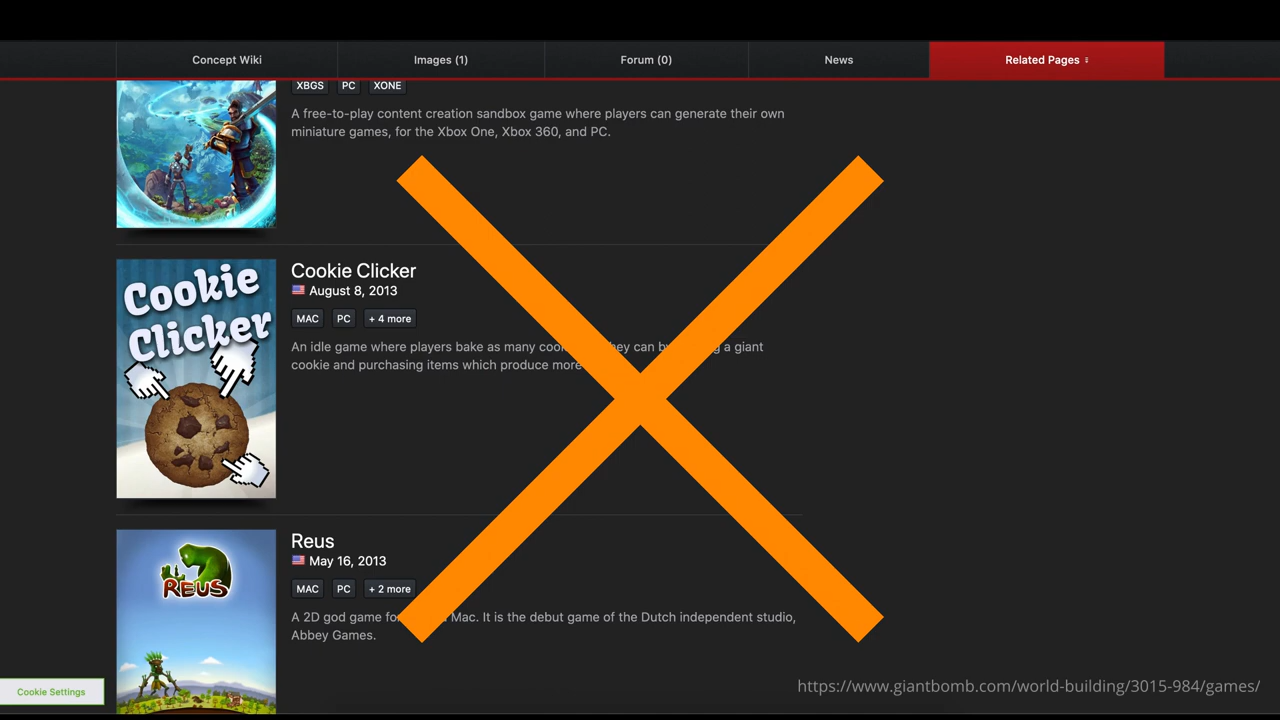 Concept Wiki
Images (1)
Forum (0)
News
Related Pages
XBGS PC XONE
A free-to-play content creation sandbox game where players can generate their own
miniature games, for the Xbox One, Xbox 360, and PC.
Cookie Clicker
Cookie Clicker
August 8, 2013
MAC PC + 4 more
An idle game where players bake as many they can a giant
cookie and purchasing items which produce more
REUS
Reus
May 16, 2013
MAC PC + 2 more
A 2D god game Mac. It is the debut game of the Dutch independent studio,
Abbey Games.
Cookie Settings
https://www.giantbomb.com/world-building/3015-984/games/